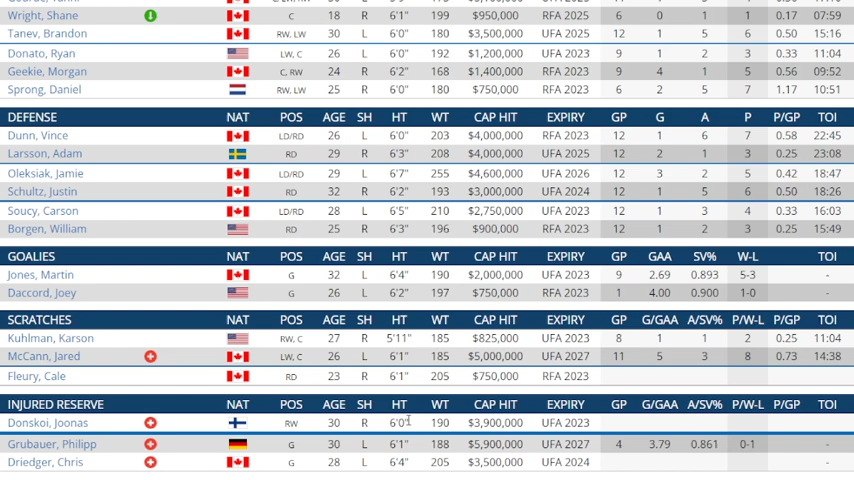 Wright, Shane C 18 R 6'1" 199 $950,000 RFA 2025 6 0 1 1 0.17 07:59
Tanev, Brandon RW, LW 30 L 6'0" 180 $3,500,000 UFA 2025 12 1 5 6 0.50 15:16
Donato, Ryan LW, C 26 L 6'0" 192 $1,200,000 UFA 2023 9 1 2 3 0.33 11:04
Geekie, Morgan C, RW 24 R 6'2" 168 $1,400,000 RFA 2023 9 4 1 5 0.56 09:52
Sprong, Daniel RW, LW 25 R 6'0" 180 $750,000 RFA 2023 6 2 5 7 1.17 10:51
DEFENSE NAT POS AGE SH HT WT CAP HIT EXPIRY GP G A P P/GP TOI
Dunn, Vince LD/RD 26 L 6'0" 203 $4,000,000 RFA 2023 12 1 6 7 0.58 22:45
Larsson, Adam RD 29 R 6'3" 208 $4,000,000 UFA 2025 12 2 1 3 0.25 23:08
Oleksiak, Jamie LD/RD 29 L 6'7" 255 $4,600,000 UFA 2026 12 3 2 5 0.42 18:47
Schultz, Justin RD 32 R 6'2" 193 $3,000,000 UFA 2024 12 1 5 6 0.50 18:26
Soucy, Carson LD/RD 28 L 6'5" 210 $2,750,000 UFA 2023 12 1 3 4 0.33 16:03
Borgen, William RD 25 R 6'3" 196 $900,000 RFA 2023 12 1 2 3 0.25 15:49
GOALIES NAT POS AGE SH HT WT CAP HIT EXPIRY GP GAA SV% W-L TOI
Jones, Martin G 32 L 6'4" 190 $2,000,000 UFA 2023 9 2.69 0.893 5-3 -
Daccord, Joey G 26 L 6'2" 197 $750,000 RFA 2023 1 4.00 0.900 1-0 -
SCRATCHES NAT POS AGE SH HT WT CAP HIT EXPIRY GP G/GAA A/SV% P/W-L P/GP TOI
Kuhlman, Karson RW, C 27 R 5'11" 185 $825,000 RFA 2023 8 1 1 2 0.25 11:04
McCann, Jared LW, C 26 L 6'1" 185 $5,000,000 UFA 2027 11 5 3 8 0.73 14:38
Fleury, Cale RD 23 R 6'1" 205 $750,000 RFA 2023
INJURED RESERVE NAT POS AGE SH HT WT CAP HIT EXPIRY GP G/GAA A/SV% P/W-L P/GP TOI
Donskoi, Joonas RW 30 R 6'0" 190 $3,900,000 UFA 2023
Grubauer, Philipp G 30 L 6'1" 188 $5,900,000 UFA 2027 4 3.79 0.861 0-1 -
Driedger, Chris G 28 L 6'4" 205 $3,500,000 UFA 2024